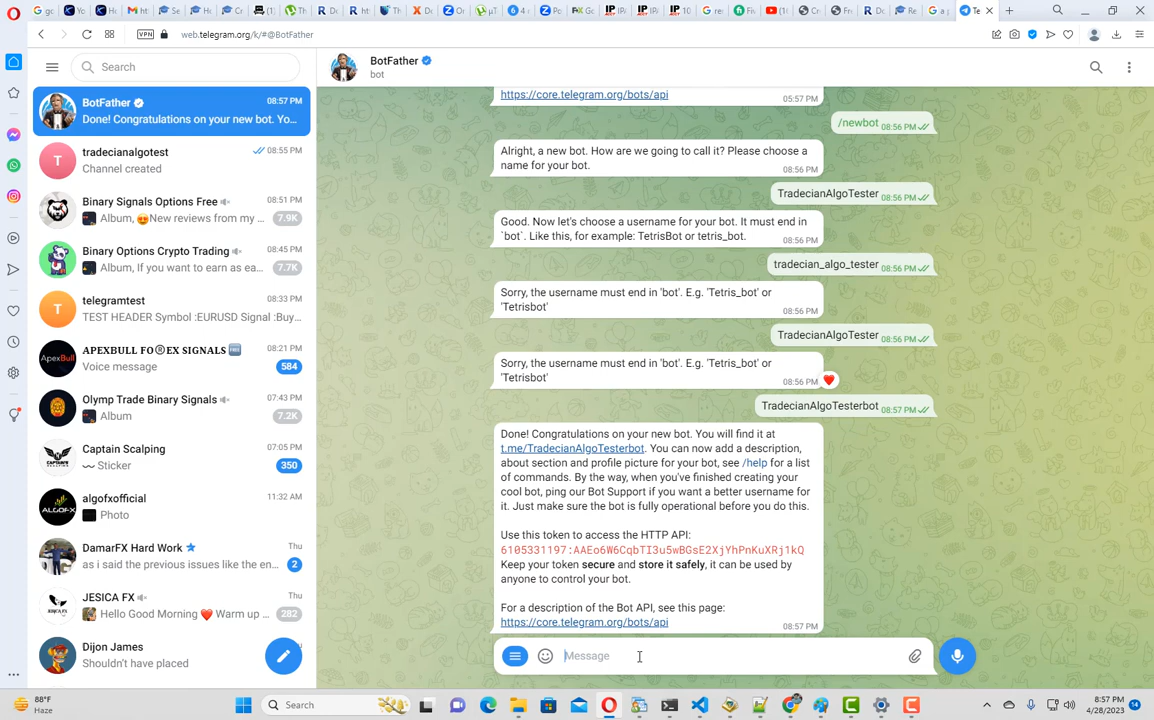 web.telegram.org/k/#@BotFather
VPN
Search
BotFather
08:57 PM
Done! Congratulations on your new bot. Yo...
T
tradecianalgotest
08:55 PM
Channel created
Binary Signals Options Free
08:51 PM
Album, 😍New reviews from my ...
7.9K
Binary Options Crypto Trading
08:45 PM
Album, If you want to earn as ea...
7.7K
T
telegramtest
08:33 PM
TEST HEADER Symbol :EURUSD Signal :Buy...
ApexBull
APEXBULL FO®EX SIGNALS
08:21 PM
Voice message
584
Olymp Trade Binary Signals
07:43 PM
Album
7.2K
Captain Scalping
07:05 PM
Sticker
350
ALGOFX
algofxofficial
11:32 AM
Photo
DamarFX Hard Work
Thu
as i said the previous issues like the en...
2
JESICA FX
Thu
Hello Good Morning ❤️ Warm up ...
282
Dijon James
Shouldn't have placed
BotFather
bot
https://core.telegram.org/bots/api
05:57 PM
/newbot
08:56 PM
Alright, a new bot. How are we going to call it? Please choose a
name for your bot.
08:56 PM
TradecianAlgoTester
08:56 PM
Good. Now let's choose a username for your bot. It must end in
`bot`. Like this, for example: TetrisBot or tetris_bot.
08:56 PM
tradecian_algo_tester
08:56 PM
Sorry, the username must end in 'bot'. E.g. 'Tetris_bot' or
'Tetrisbot'
08:56 PM
TradecianAlgoTester
08:56 PM
Sorry, the username must end in 'bot'. E.g. 'Tetris_bot' or
'Tetrisbot'
08:56 PM
TradecianAlgoTesterbot
08:57 PM
Done! Congratulations on your new bot. You will find it at
t.me/TradecianAlgoTesterbot. You can now add a description,
about section and profile picture for your bot, see /help for a list
of commands. By the way, when you've finished creating your
cool bot, ping our Bot Support if you want a better username for
it. Just make sure the bot is fully operational before you do this.
Use this token to access the HTTP API:
6105331197:AAEo6W6CqbTI3u5wBGsE2XjYhPnKuXRj1kQ
Keep your token secure and store it safely, it can be used by
anyone to control your bot.
For a description of the Bot API, see this page:
https://core.telegram.org/bots/api
08:57 PM
Message
88°F
Haze
Search
8:57 PM
4/28/2023
14